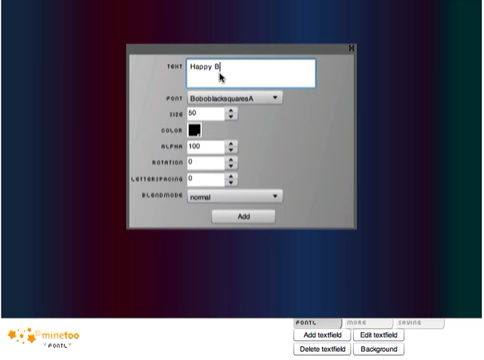 x
TEXT Happy B
FONT BoboblacksquaresA
SIZE 50
COLOR
ALPHA 100
ROTATION 0
LETTERSPACING 0
BLENDMODE normal
Add
FONTL MORE SAVING
minetoo Add textfield Edit textfield
"FONTL" Delete textfield Background